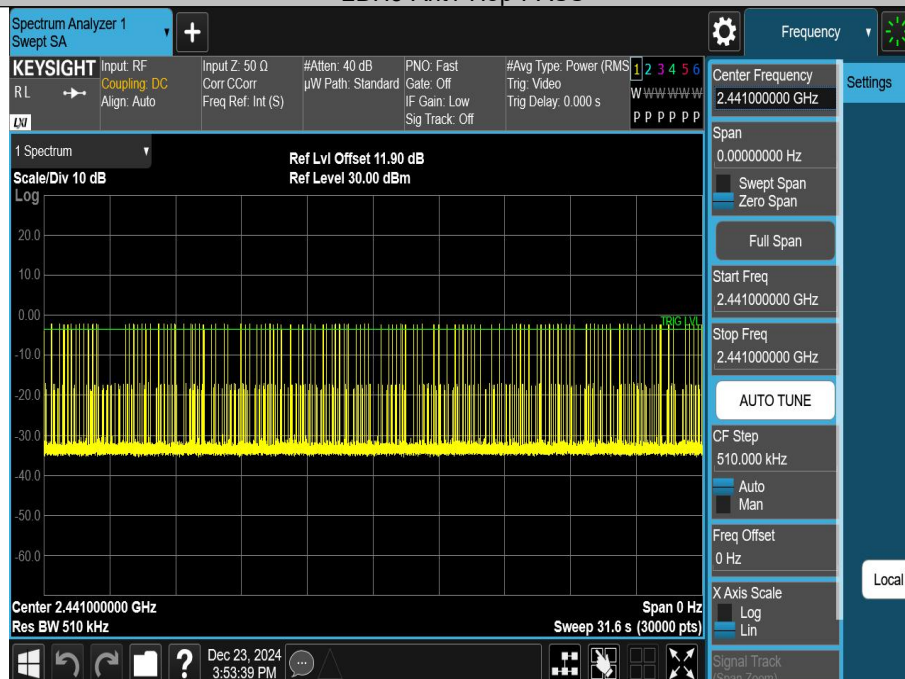 Spectrum Analyzer 1
Swept SA
Frequency
KEYSIGHT
RL
LXI
Input: RF
Coupling: DC
Align: Auto
Input Z: 50 Ω
Corr CCorr
Freq Ref: Int (S)
#Atten: 40 dB
µW Path: Standard
PNO: Fast
Gate: Off
IF Gain: Low
Sig Track: Off
#Avg Type: Power (RMS
Trig: Video
Trig Delay: 0.000 s
1 2 3 4 5 6
W W W W W W
P P P P P P
1 Spectrum
Scale/Div 10 dB
Log
Ref Lvl Offset 11.90 dB
Ref Level 30.00 dBm
20.0
10.0
0.00
TRIG LVL
-10.0
-20.0
-30.0
-40.0
-50.0
-60.0
Center 2.441000000 GHz
Res BW 510 kHz
Span 0 Hz
Sweep 31.6 s (30000 pts)
Dec 23, 2024
3:53:39 PM
Center Frequency
2.441000000 GHz
Span
0.00000000 Hz
Swept Span
Zero Span
Full Span
Start Freq
2.441000000 GHz
Stop Freq
2.441000000 GHz
AUTO TUNE
CF Step
510.000 kHz
Auto
Man
Freq Offset
0 Hz
X Axis Scale
Log
Lin
Signal Track
(Span Zoom)
Settings
Local